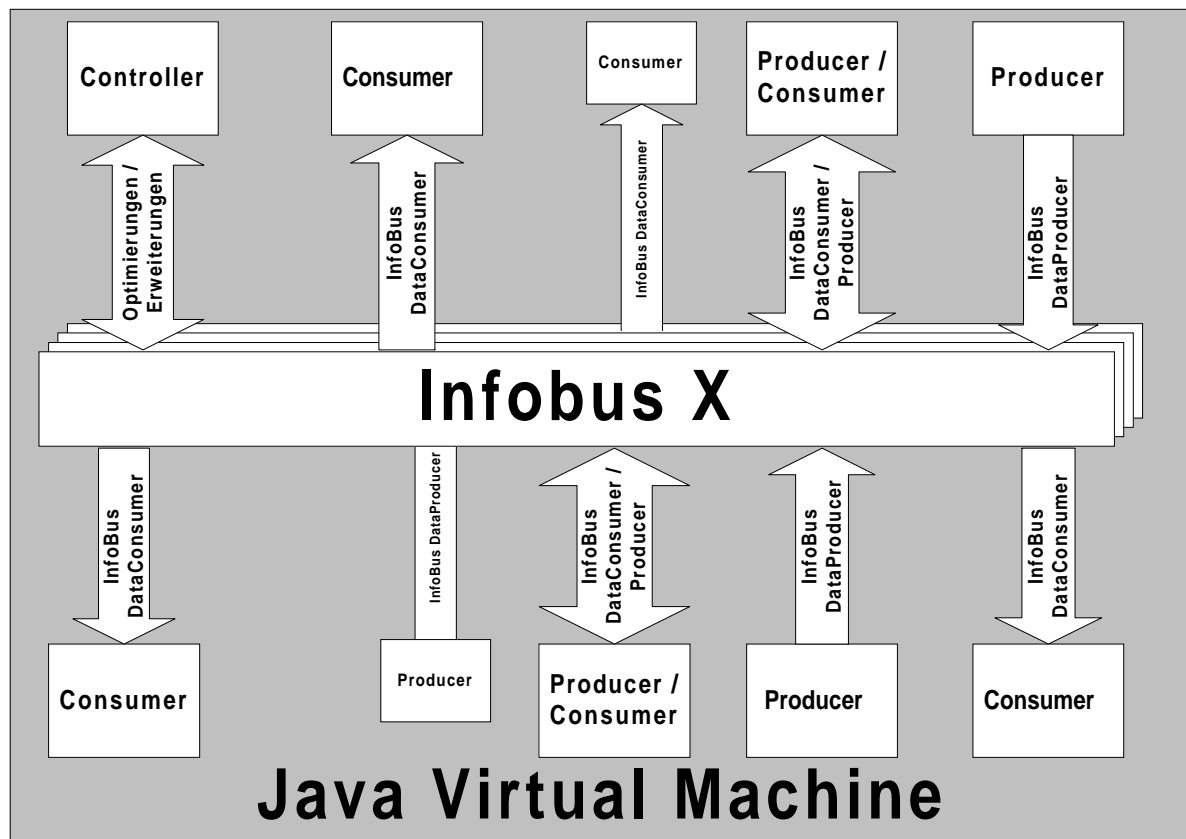 Controller
Consumer
Consumer
Producer /
Consumer
Producer
Optimierungen /
Erweiterungen
InfoBus
DataConsumer
InfoBus DataConsumer
InfoBus
DataConsumer /
Producer
InfoBus
DataProducer
Infobus X
InfoBus
DataConsumer
InfoBus DataProducer
InfoBus
DataConsumer /
Producer
InfoBus
DataProducer
InfoBus
DataConsumer
Consumer
Producer
Producer /
Consumer
Producer
Consumer
Java Virtual Machine